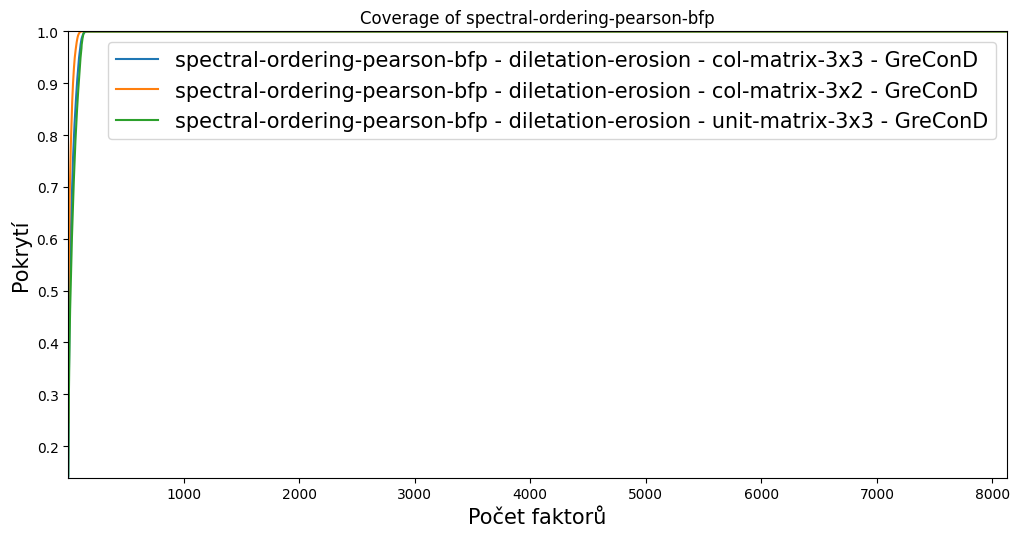 Coverage of spectral-ordering-pearson-bfp
1.0
0.9
0.8
0.7
0.6
0.5
0.4
0.3
0.2
Pokrytí
spectral-ordering-pearson-bfp - diletation-erosion - col-matrix-3x3 - GreConD
spectral-ordering-pearson-bfp - diletation-erosion - col-matrix-3x2 - GreConD
spectral-ordering-pearson-bfp - diletation-erosion - unit-matrix-3x3 - GreConD
1000 2000 3000 4000 5000 6000 7000 8000
Počet faktorů